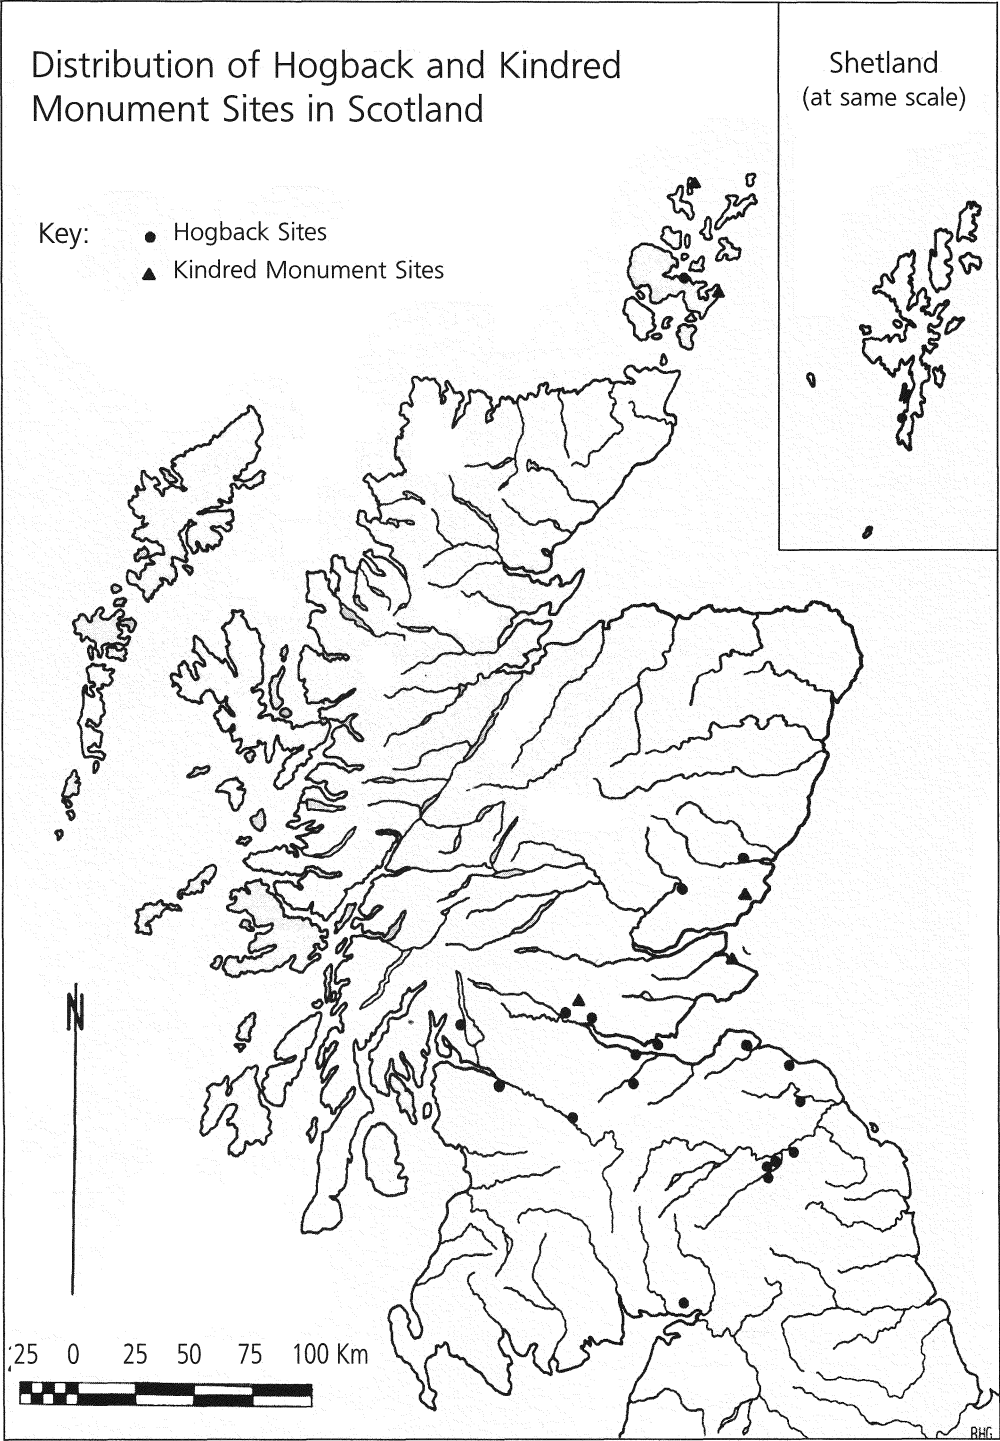 Distribution of Hogback and Kindred
Monument Sites in Scotland
Shetland
(at same scale)
Key:
Hogback Sites
Kindred Monument Sites
N
25 0 25 50 75 100 Km
RHG